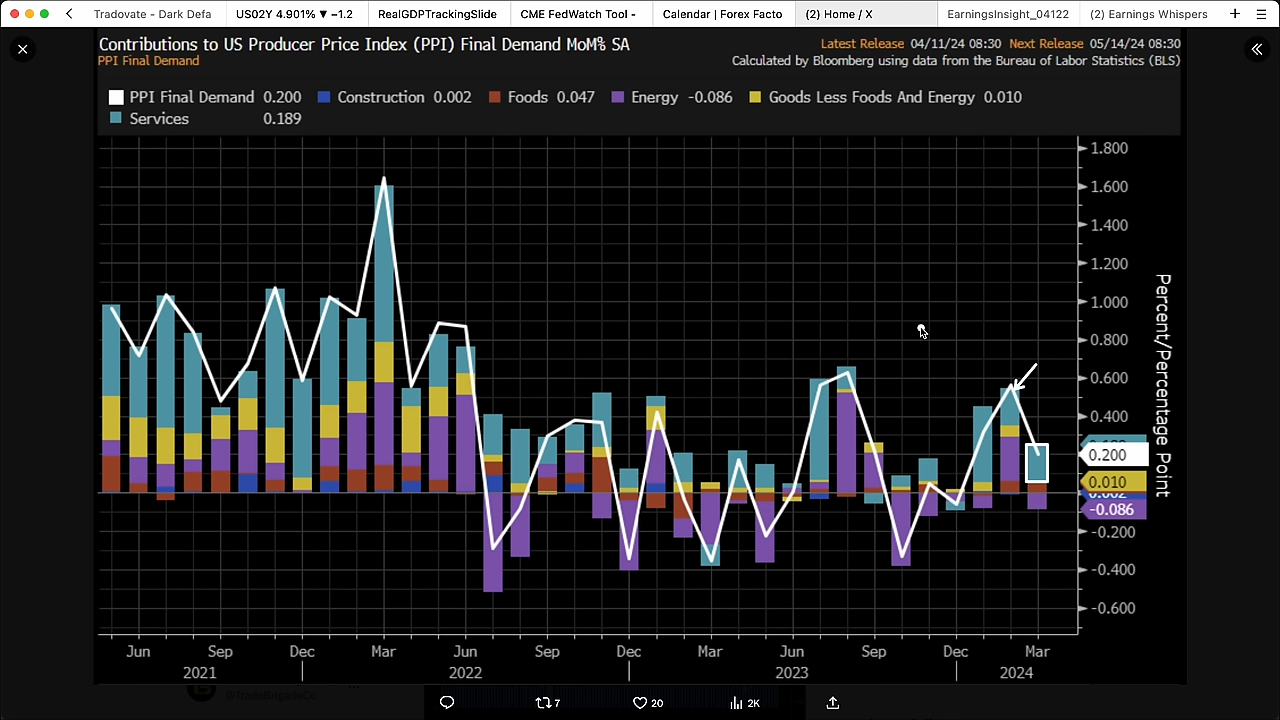 Tradovate - Dark Defa US02Y 4.901% ▼ −1.2 RealGDPTrackingSlide CME FedWatch Tool - Calendar | Forex Facto (2) Home / X EarningsInsight_04122 (2) Earnings Whispers
Contributions to US Producer Price Index (PPI) Final Demand MoM% SA
Latest Release 04/11/24 08:30 Next Release 05/14/24 08:30
PPI Final Demand
Calculated by Bloomberg using data from the Bureau of Labor Statistics (BLS)
PPI Final Demand 0.200 Construction 0.002 Foods 0.047 Energy -0.086 Goods Less Foods And Energy 0.010
Services 0.189
1.800
1.600
1.400
1.200
1.000
0.800
0.600
0.400
0.200
0.010
0.002
-0.086
-0.200
-0.400
-0.600
Percent/Percentage Point
Jun Sep Dec Mar Jun Sep Dec Mar Jun Sep Dec Mar
2021 2022 2023 2024
@TradeBrigadeCo
7 20 2K